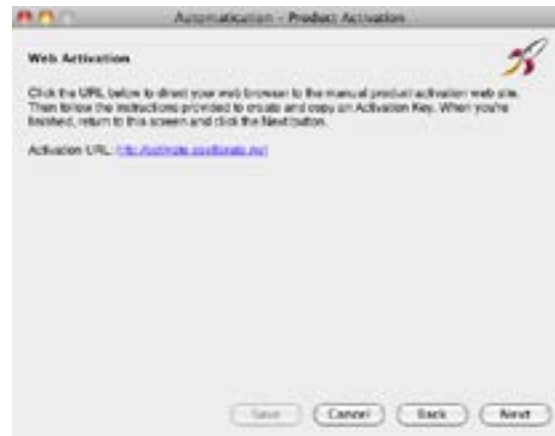 Automatication - Product Activation
Web Activation
Click the URL below to direct your web browser to the manual product activation web site.
Then follow the instructions provided to create and copy an Activation Key. When you're
finished, return to this screen and click the Next button.
Activation URL:
Save
Cancel
Back
Next